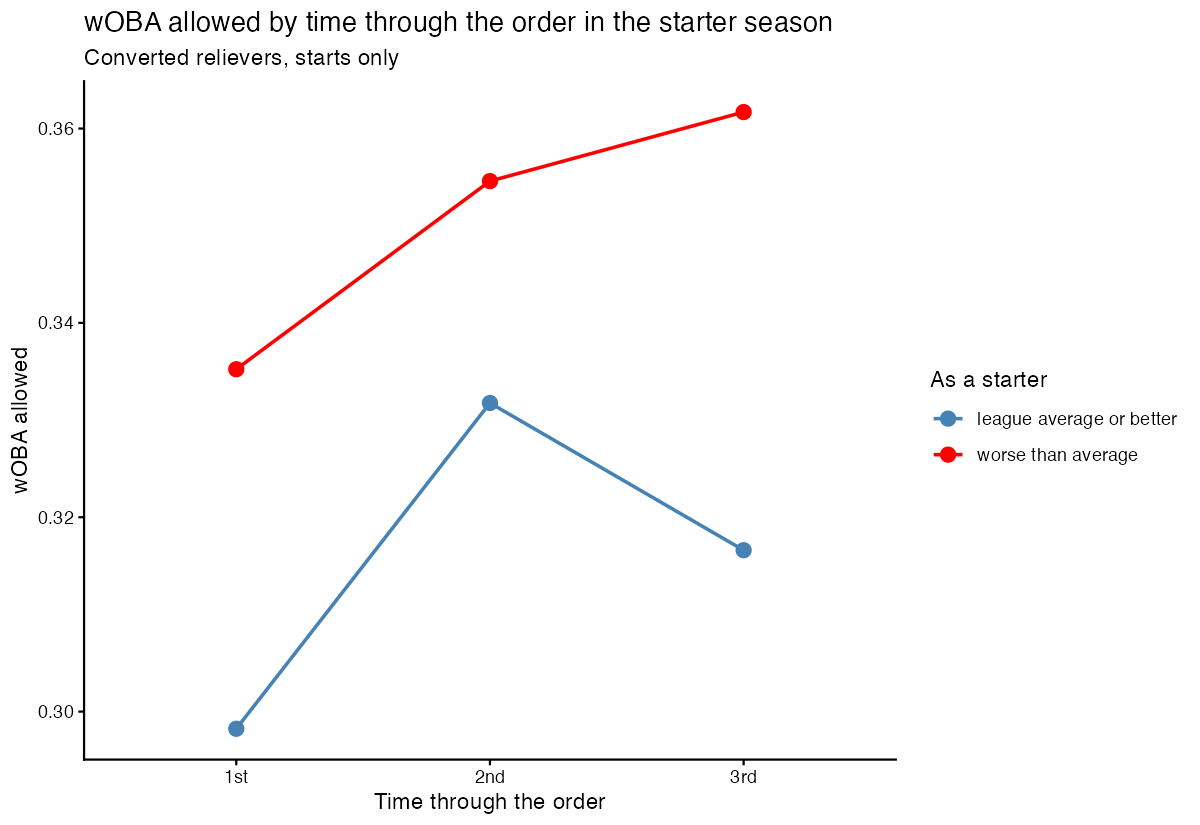 wOBA allowed by time through the order in the starter season
Converted relievers, starts only
wOBA allowed
0.36
0.34
0.32
0.30
1st
2nd
3rd
Time through the order
As a starter
league average or better
worse than average